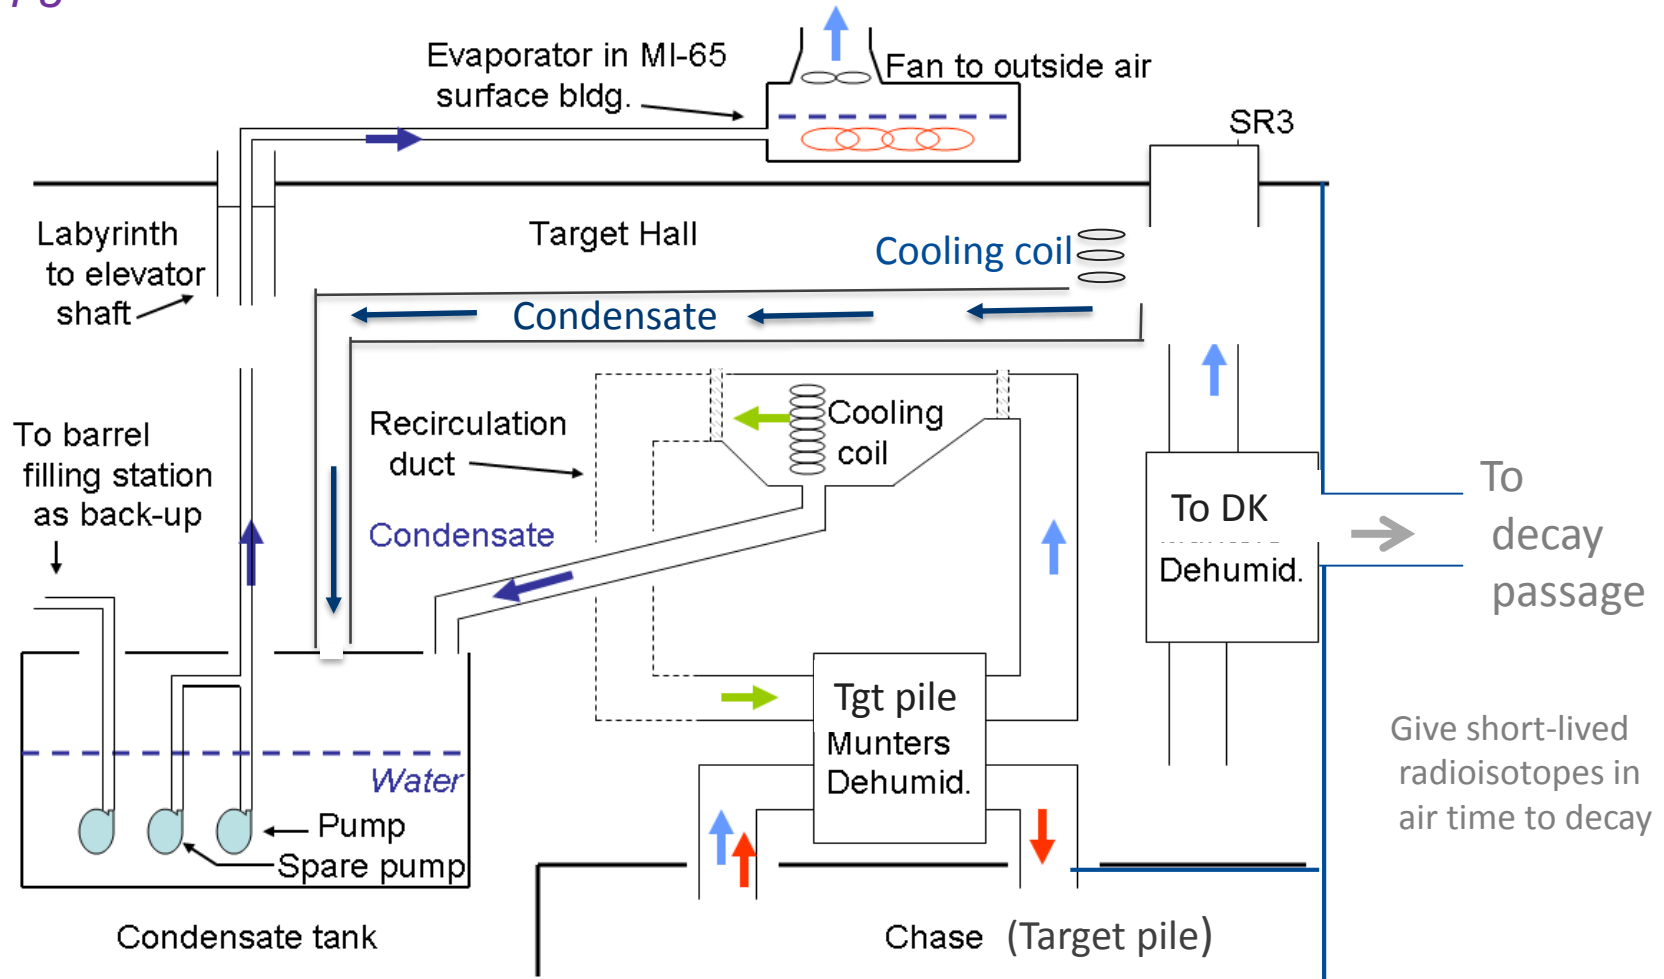 Evaporator in MI-65
surface bldg.
Fan to outside air
SR3
Labyrinth
to elevator
shaft
Target Hall
Cooling coil
Condensate
To barrel
filling station
as back-up
Recirculation
duct
Cooling
coil
Condensate
To DK
Dehumid.
To
decay
passage
Tgt pile
Munters
Dehumid.
Water
Pump
Spare pump
Give short-lived
radioisotopes in
air time to decay
Condensate tank
Chase (Target pile)